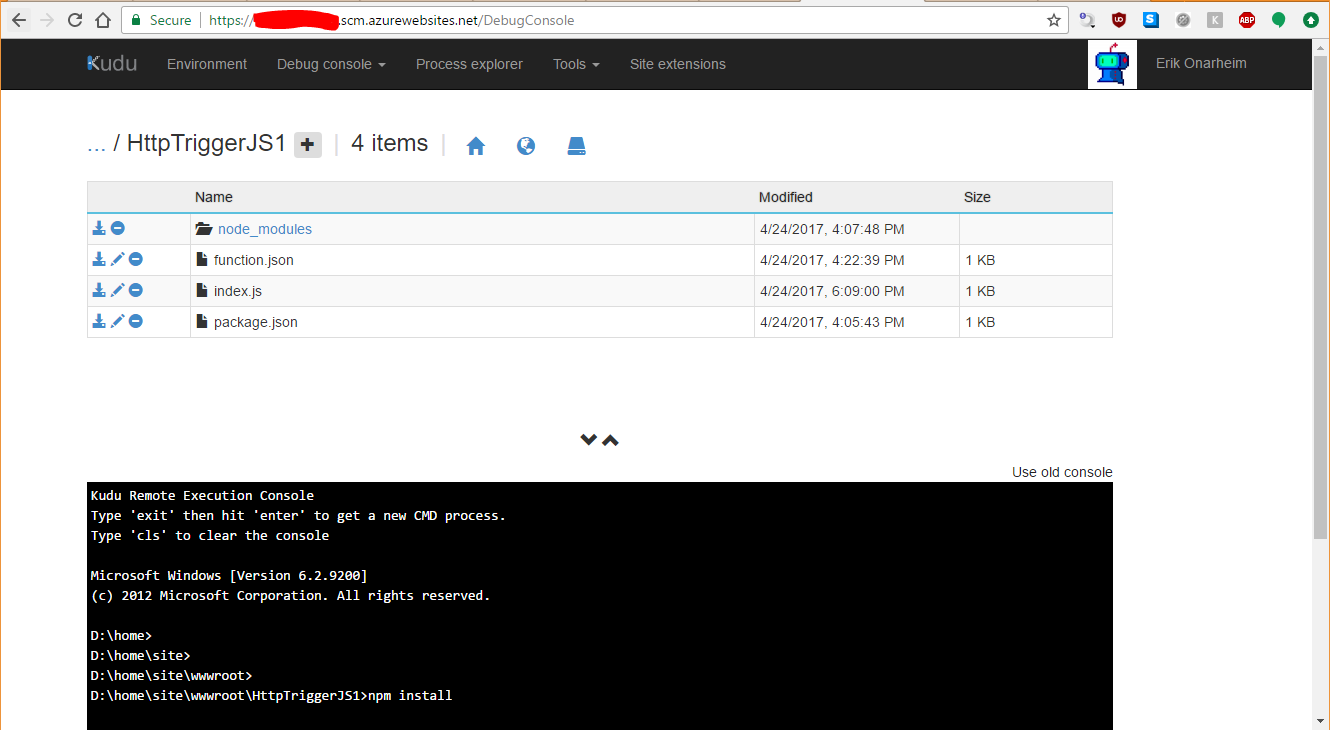 Secure https:// .scm.azurewebsites.net/DebugConsole
Kudu Environment Debug console Process explorer Tools Site extensions Erik Onarheim
... / HttpTriggerJS1 + | 4 items |
Name Modified Size
node_modules 4/24/2017, 4:07:48 PM
function.json 4/24/2017, 4:22:39 PM 1 KB
index.js 4/24/2017, 6:09:00 PM 1 KB
package.json 4/24/2017, 4:05:43 PM 1 KB
Use old console
Kudu Remote Execution Console
Type 'exit' then hit 'enter' to get a new CMD process.
Type 'cls' to clear the console
Microsoft Windows [Version 6.2.9200]
(c) 2012 Microsoft Corporation. All rights reserved.
D:\home>
D:\home\site>
D:\home\site\wwwroot>
D:\home\site\wwwroot\HttpTriggerJS1>npm install